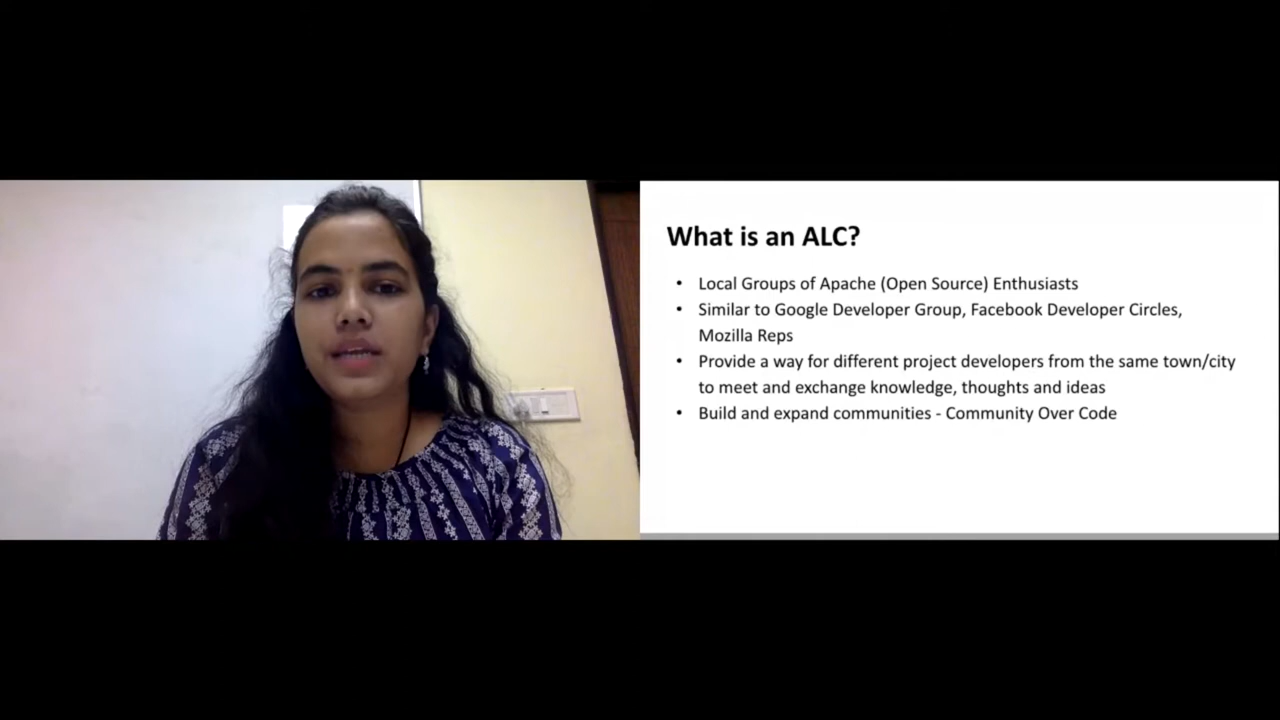 What is an ALC?
• Local Groups of Apache (Open Source) Enthusiasts
• Similar to Google Developer Group, Facebook Developer Circles,
Mozilla Reps
• Provide a way for different project developers from the same town/city
to meet and exchange knowledge, thoughts and ideas
• Build and expand communities - Community Over Code